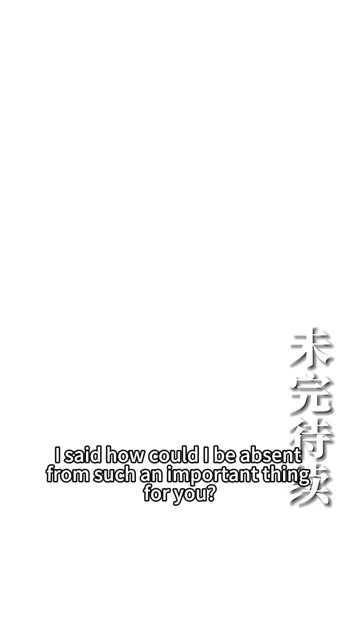 未完待续
I said how could I be absent
from such an important thing
for you?